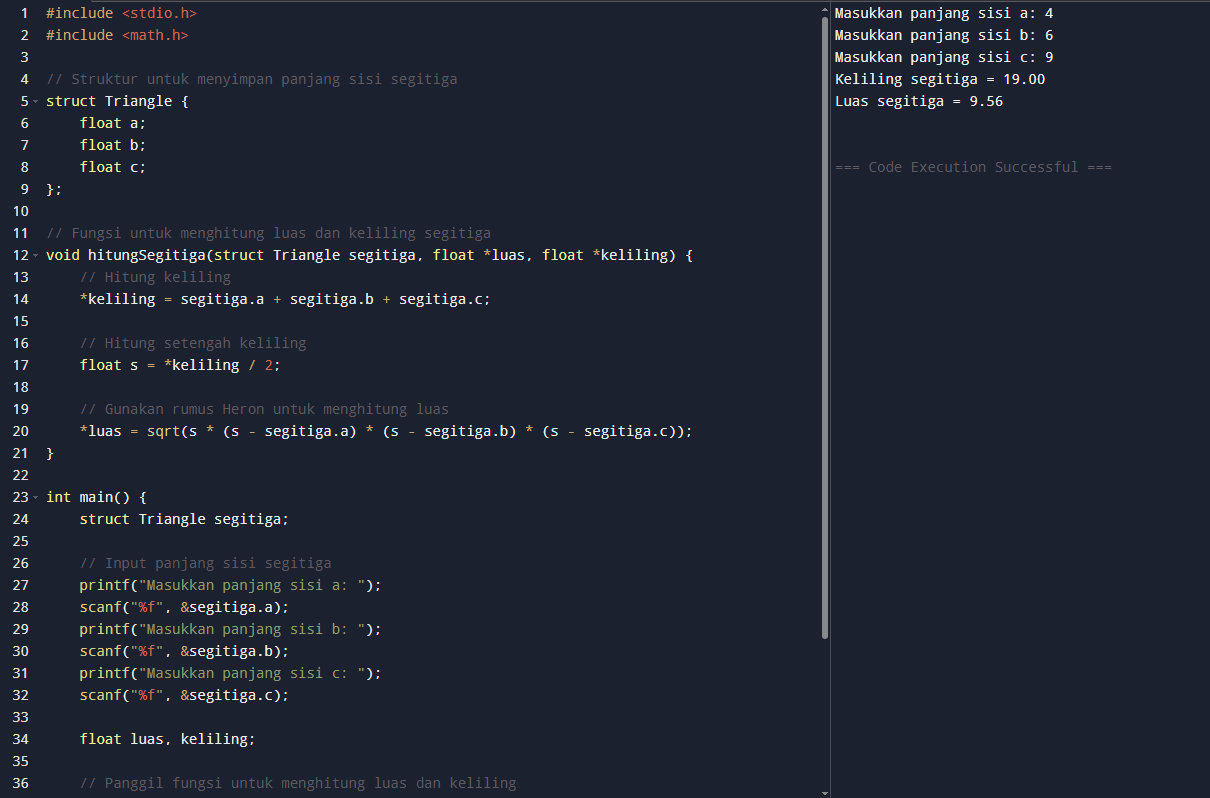 1 #include <stdio.h>
2 #include <math.h>
3
4 // Struktur untuk menyimpan panjang sisi segitiga
5 struct Triangle {
6     float a;
7     float b;
8     float c;
9 };
10
11 // Fungsi untuk menghitung luas dan keliling segitiga
12 void hitungSegitiga(struct Triangle segitiga, float *luas, float *keliling) {
13     // Hitung keliling
14     *keliling = segitiga.a + segitiga.b + segitiga.c;
15
16     // Hitung setengah keliling
17     float s = *keliling / 2;
18
19     // Gunakan rumus Heron untuk menghitung luas
20     *luas = sqrt(s * (s - segitiga.a) * (s - segitiga.b) * (s - segitiga.c));
21 }
22
23 int main() {
24     struct Triangle segitiga;
25
26     // Input panjang sisi segitiga
27     printf("Masukkan panjang sisi a: ");
28     scanf("%f", &segitiga.a);
29     printf("Masukkan panjang sisi b: ");
30     scanf("%f", &segitiga.b);
31     printf("Masukkan panjang sisi c: ");
32     scanf("%f", &segitiga.c);
33
34     float luas, keliling;
35
36     // Panggil fungsi untuk menghitung luas dan keliling
Masukkan panjang sisi a: 4
Masukkan panjang sisi b: 6
Masukkan panjang sisi c: 9
Keliling segitiga = 19.00
Luas segitiga = 9.56
=== Code Execution Successful ===